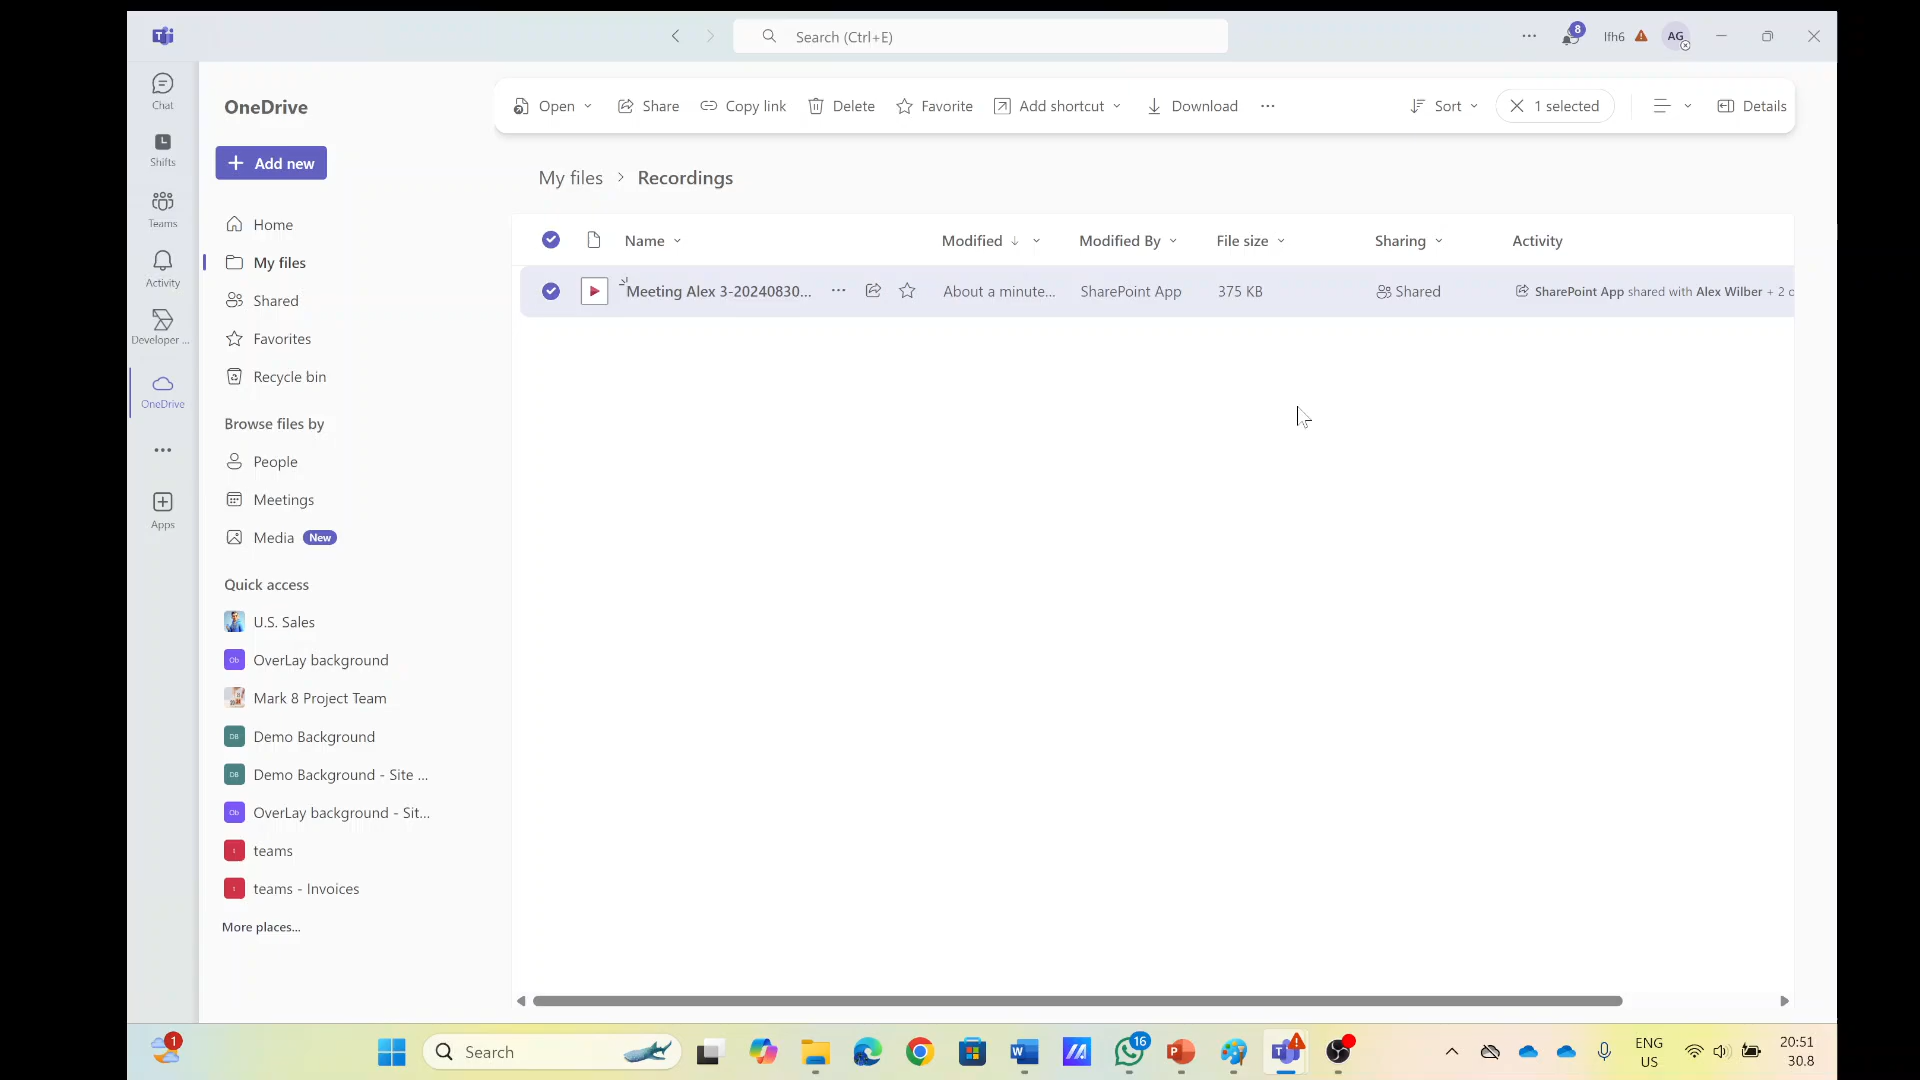 Search (Ctrl+E)
8
lfh6
AG
Chat
Shifts
Teams
Activity
Developer ...
OneDrive
Apps
OneDrive
Add new
Home
My files
Shared
Favorites
Recycle bin
Browse files by
People
Meetings
Media New
Quick access
U.S. Sales
Ob OverLay background
Mark 8 Project Team
DB Demo Background
DB Demo Background - Site ...
Ob OverLay background - Sit...
t teams
t teams - Invoices
More places...
Open Share Copy link Delete Favorite Add shortcut Download Sort 1 selected Details
My files > Recordings
Name Modified Modified By File size Sharing Activity
Meeting Alex 3-20240830... About a minute... SharePoint App 375 KB Shared SharePoint App shared with Alex Wilber + 2 o
1
Search
16
ENG
US
20:51
30.8